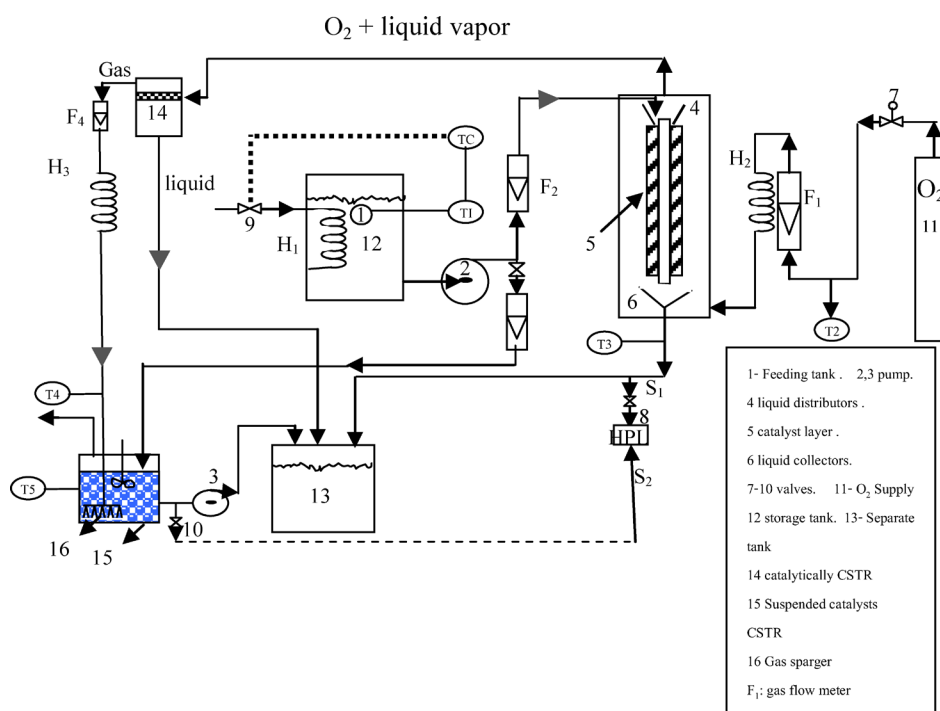 O2 + liquid vapor
Gas
14
4
7
F4
H3
TC
F2
H2
F1
O2
11
liquid
9
1
TI
12
H1
5
2
6
T3
T2
T4
S1
8
HPL
S2
T5
3
13
10
16
15
1- Feeding tank . 2,3 pump.
4 liquid distributors .
5 catalyst layer .
6 liquid collectors.
7-10 valves. 11- O2 Supply
12 storage tank. 13- Separate
tank
14 catalytically CSTR
15 Suspended catalysts
CSTR
16 Gas sparger
F1: gas flow meter